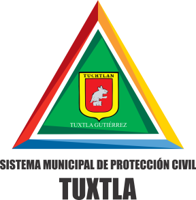 TUCHTLAN
TUXTLA GUTIÉRREZ
SISTEMA MUNICIPAL DE PROTECCIÓN CIVIL
TUXTLA